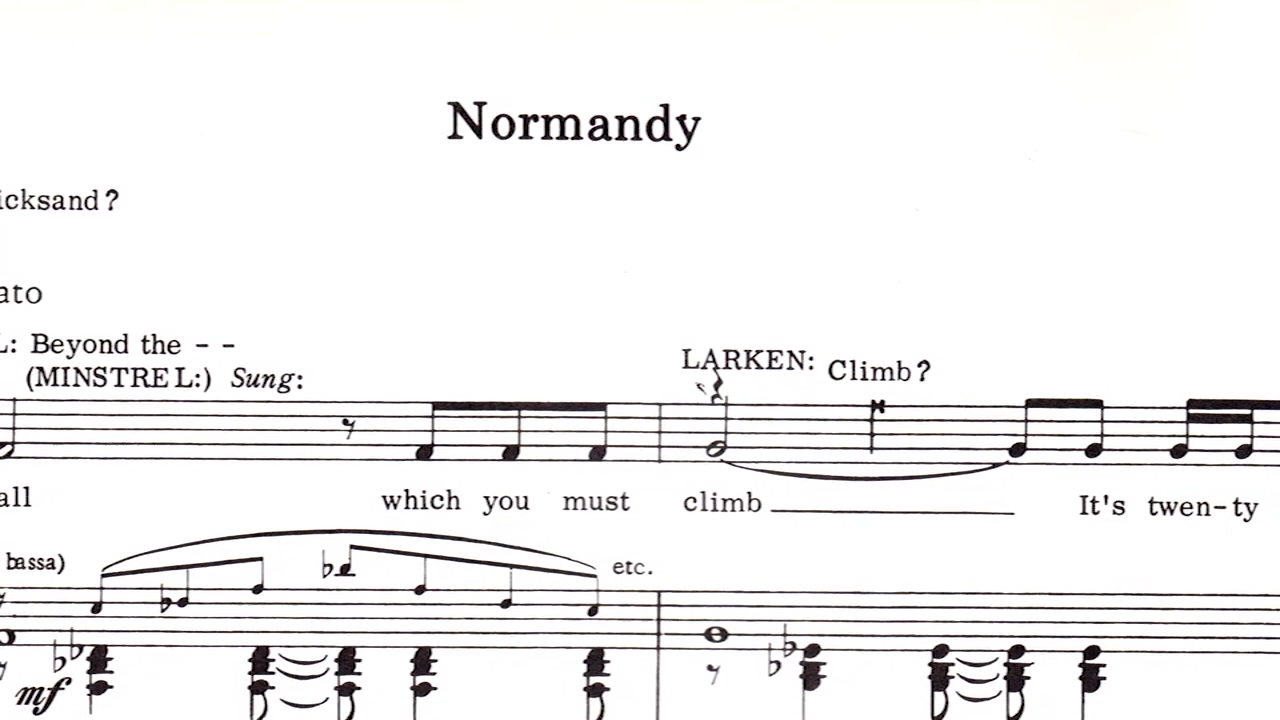 Normandy
icksand?
ato
L: Beyond the - -
(MINSTREL:) Sung:
LARKEN: Climb?
all which you must climb It's twen-ty
bassa)
etc.
mf